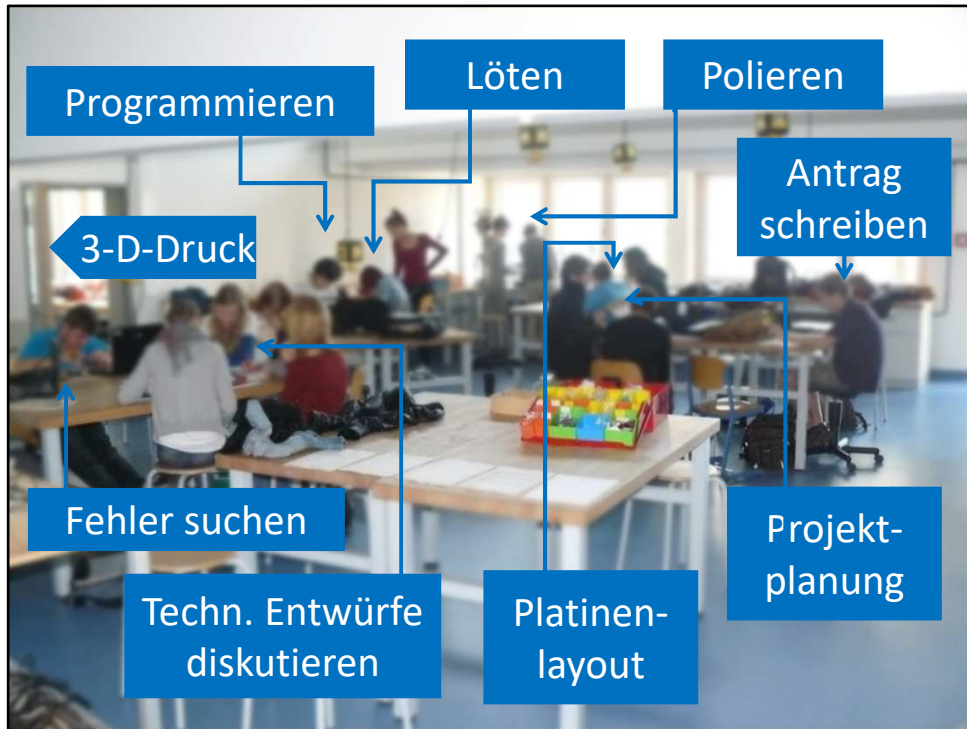 Programmieren
Löten
Polieren
Antrag
schreiben
3-D-Druck
Fehler suchen
Techn. Entwürfe
diskutieren
Platinen-
layout
Projekt-
planung